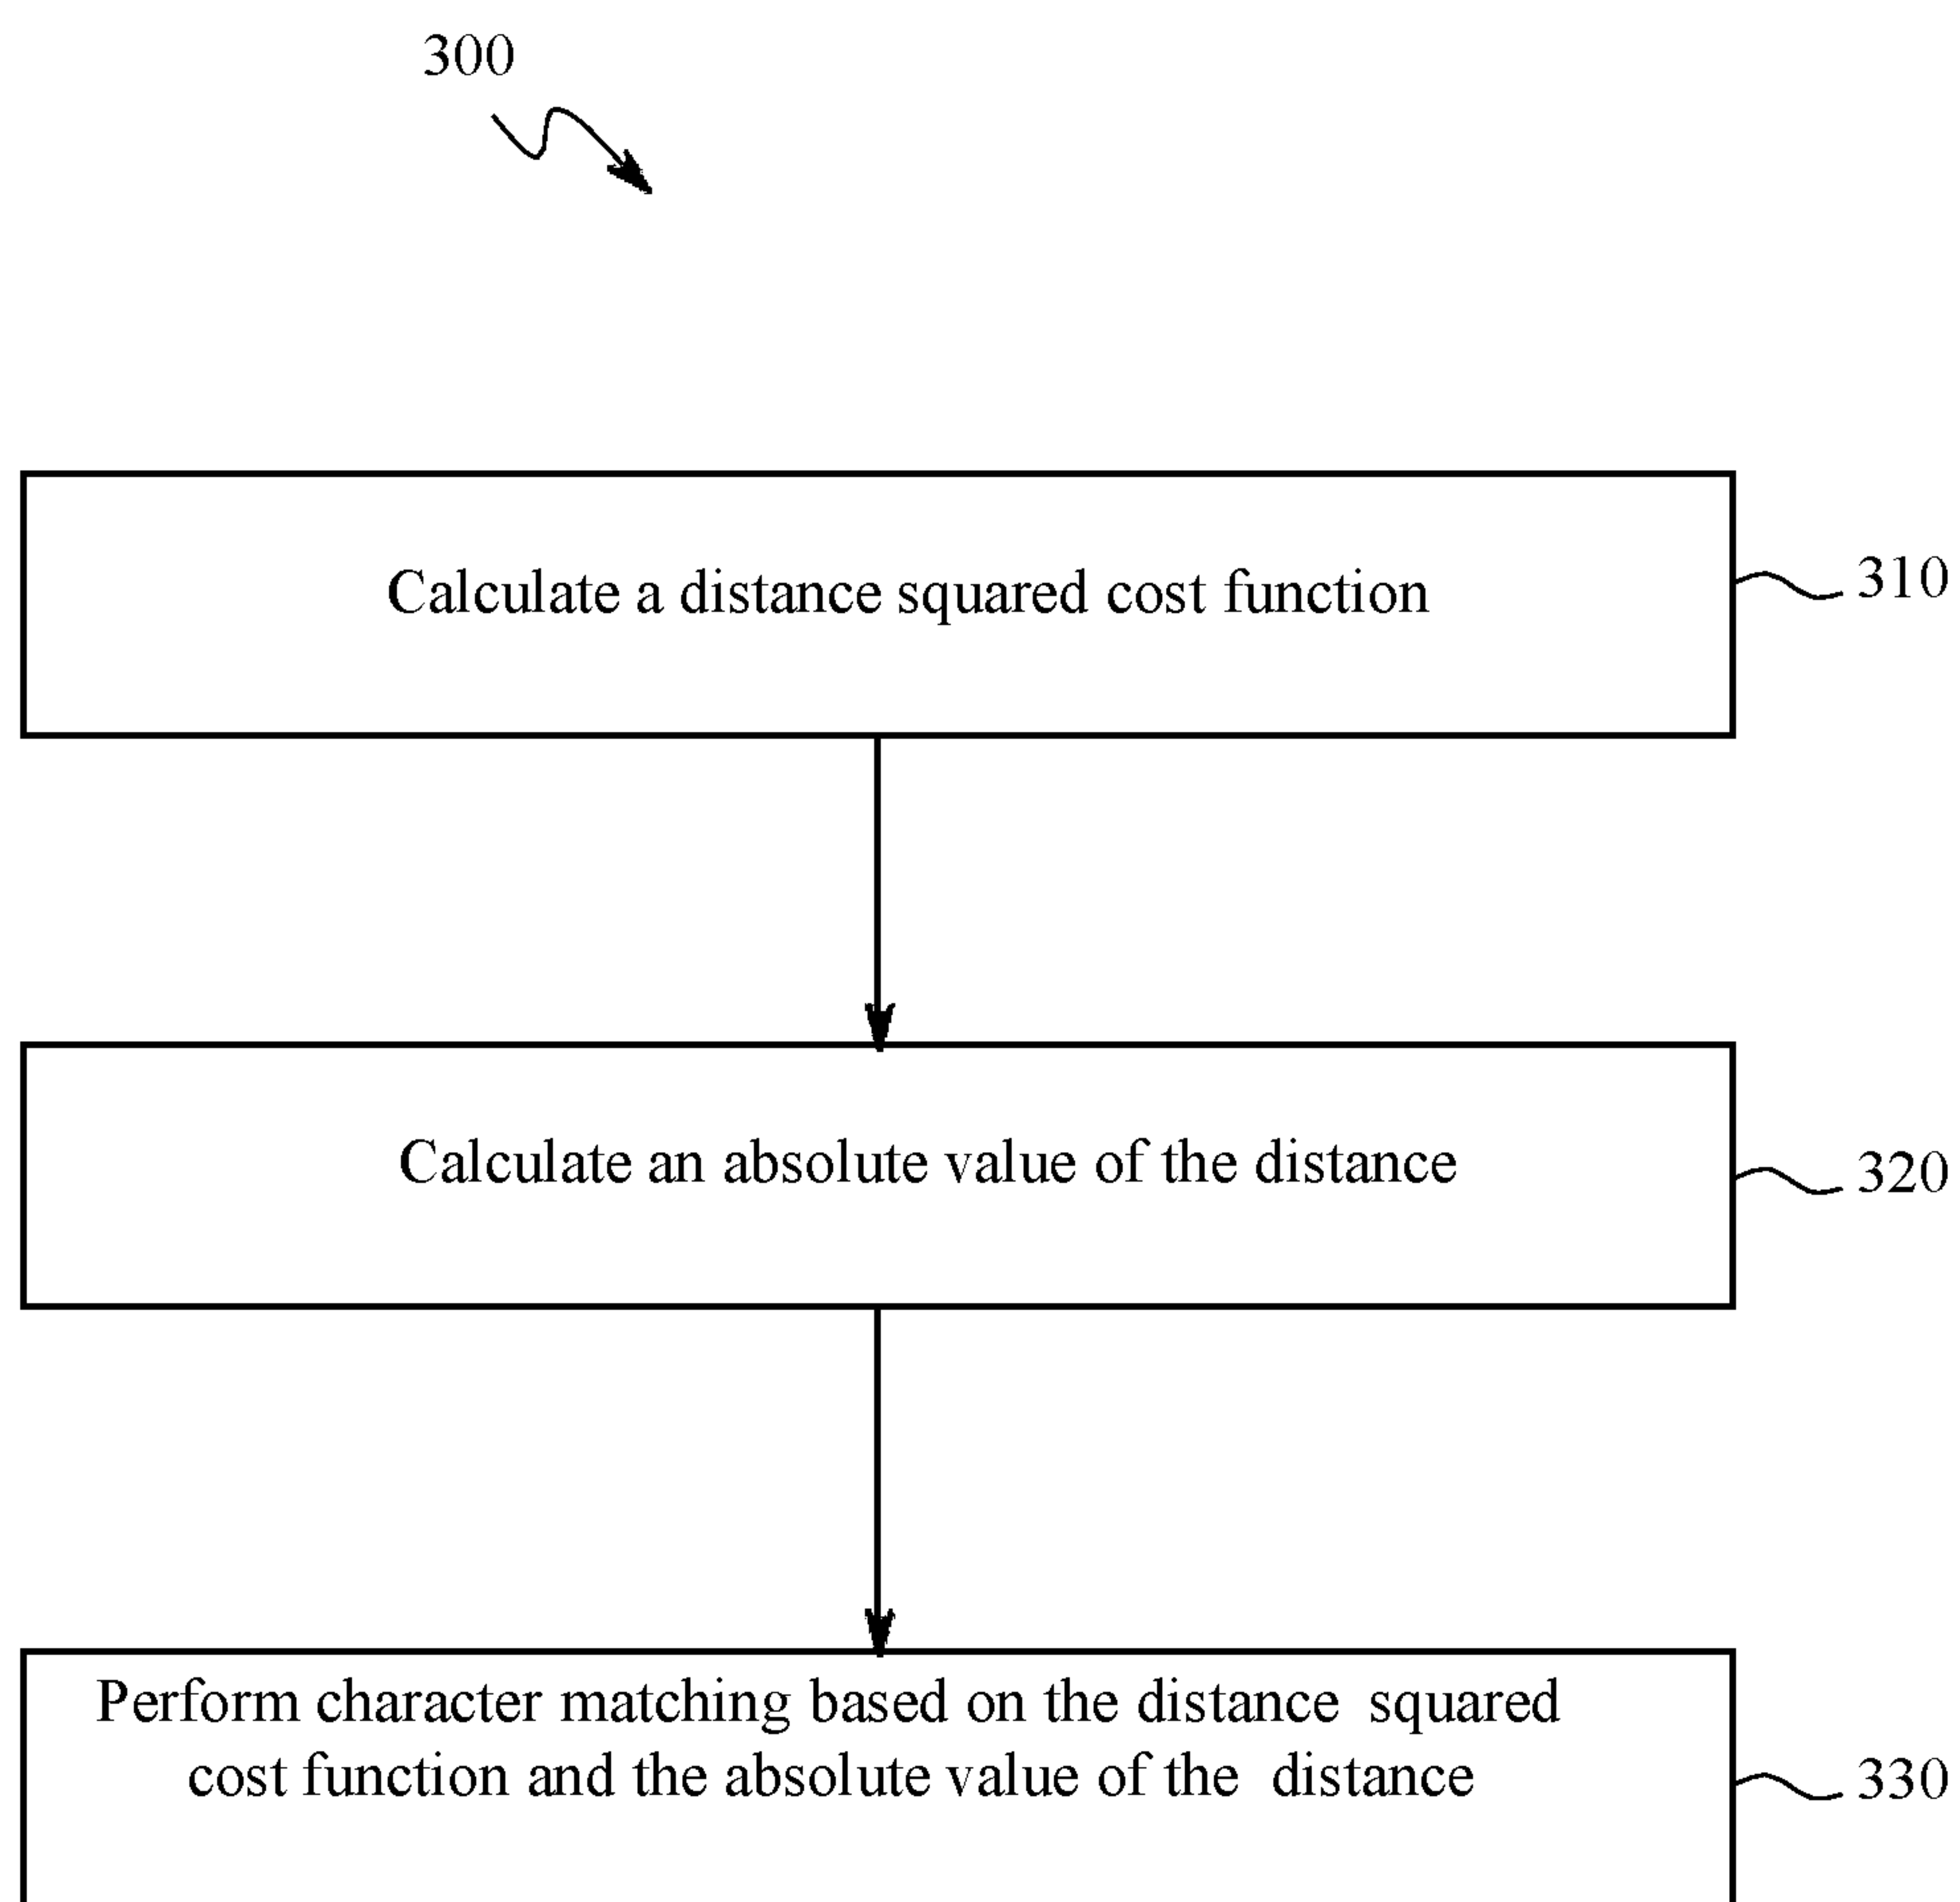 300
Calculate a distance squared cost function
310
Calculate an absolute value of the distance
320
Perform character matching based on the distance squared
cost function and the absolute value of the distance
330